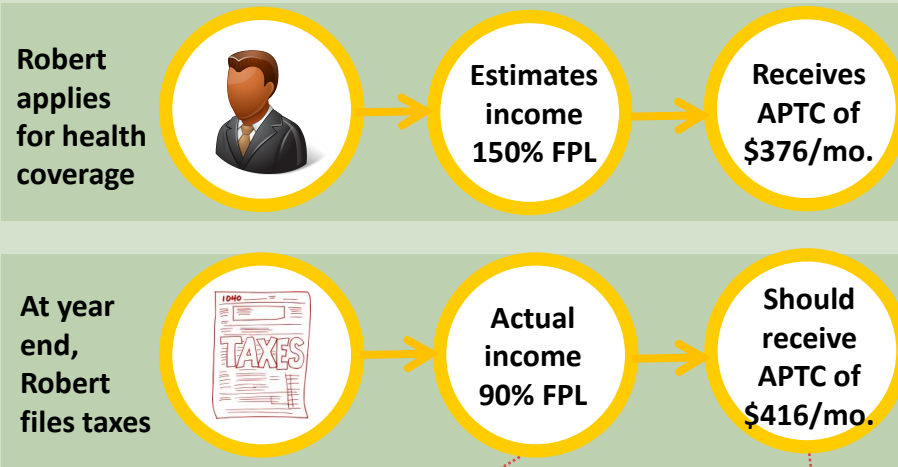 Robert
applies
for health
coverage
Estimates
income
150% FPL
Receives
APTC of
$376/mo.
At year
end,
Robert
files taxes
1040
TAXES
Actual
income
90% FPL
Should
receive
APTC of
$416/mo.